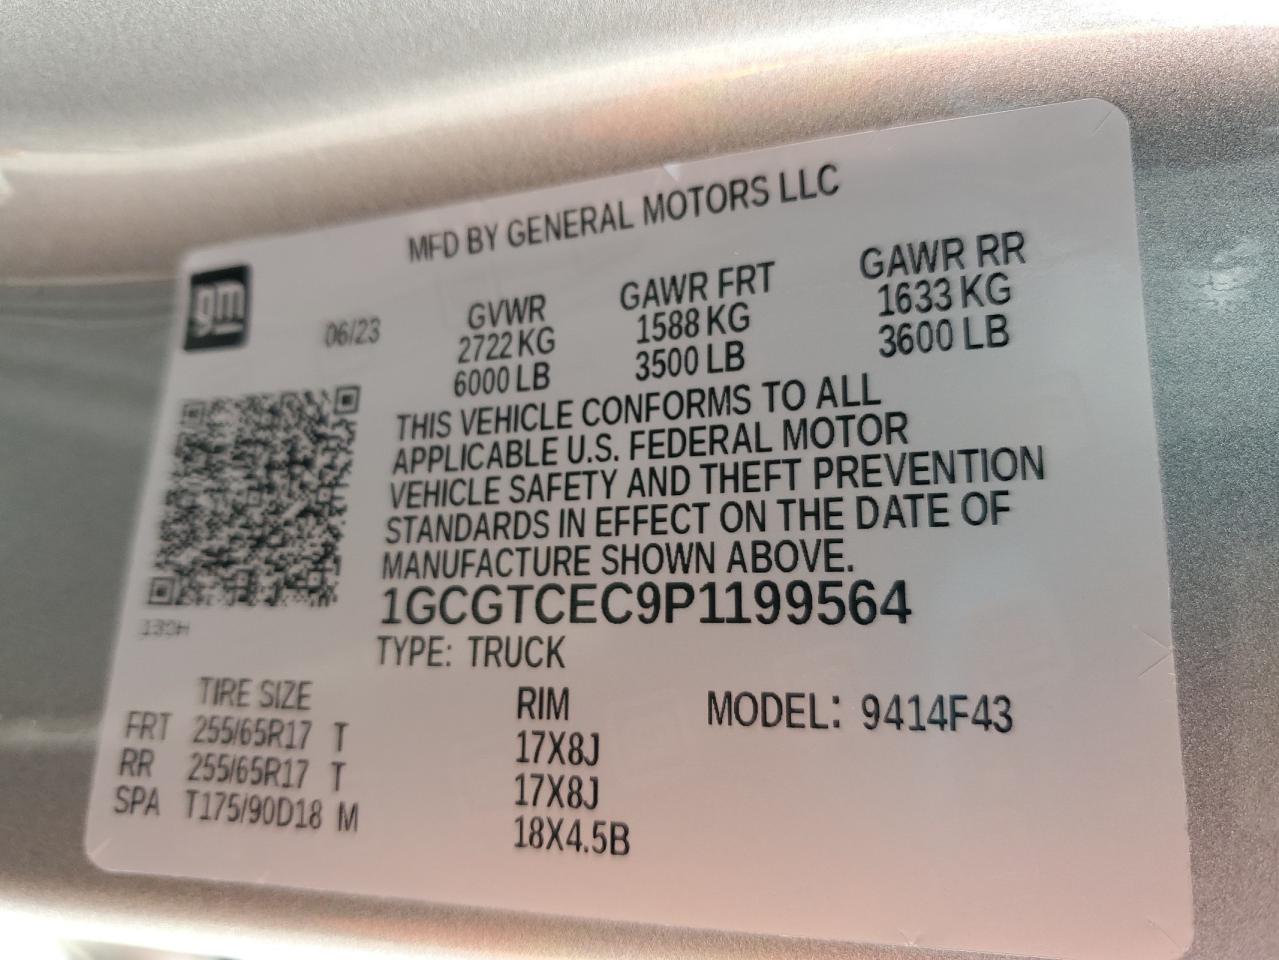 MFD BY GENERAL MOTORS LLC
gm
06/23
GVWR
2722 KG
6000 LB
GAWR FRT
1588 KG
3500 LB
GAWR RR
1633 KG
3600 LB
THIS VEHICLE CONFORMS TO ALL
APPLICABLE U.S. FEDERAL MOTOR
VEHICLE SAFETY AND THEFT PREVENTION
STANDARDS IN EFFECT ON THE DATE OF
MANUFACTURE SHOWN ABOVE.
1GCGTCEC9P1199564
TYPE: TRUCK
TIRE SIZE RIM MODEL: 9414F43
FRT 255/65R17 T 17X8J
RR 255/65R17 T 17X8J
SPA T175/90D18 M 18X4.5B